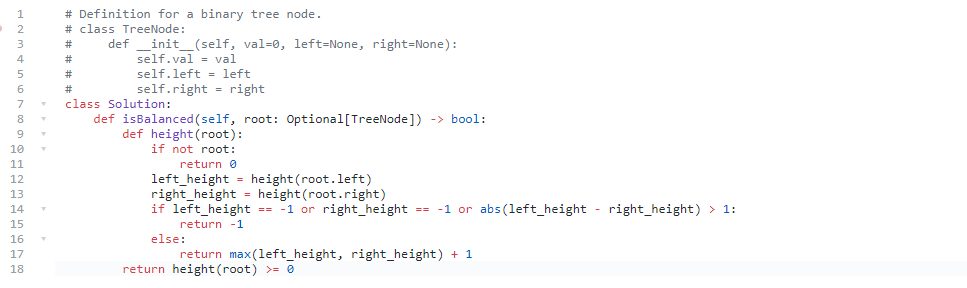 1 # Definition for a binary tree node.
2 # class TreeNode:
3 #     def __init__(self, val=0, left=None, right=None):
4 #         self.val = val
5 #         self.left = left
6 #         self.right = right
7 class Solution:
8     def isBalanced(self, root: Optional[TreeNode]) -> bool:
9         def height(root):
10             if not root:
11                 return 0
12             left_height = height(root.left)
13             right_height = height(root.right)
14             if left_height == -1 or right_height == -1 or abs(left_height - right_height) > 1:
15                 return -1
16             else:
17                 return max(left_height, right_height) + 1
18         return height(root) >= 0